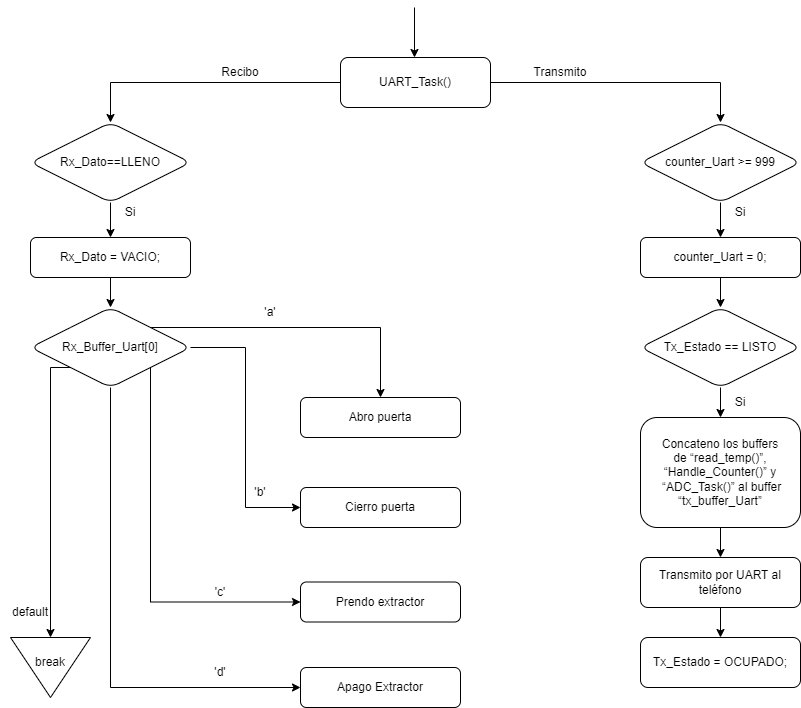 UART_Task()
Recibo
Transmito
Rx_Dato==LLENO
counter_Uart >= 999
Si
Si
Rx_Dato = VACIO;
counter_Uart = 0;
Rx_Buffer_Uart[0]
'a'
Tx_Estado == LISTO
Si
Abro puerta
Concateno los buffers
de “read_temp()”,
“Handle_Counter()” y
“ADC_Task()” al buffer
“tx_buffer_Uart”
'b'
Cierro puerta
Transmito por UART al
teléfono
'c'
Prendo extractor
default
break
Tx_Estado = OCUPADO;
'd'
Apago Extractor